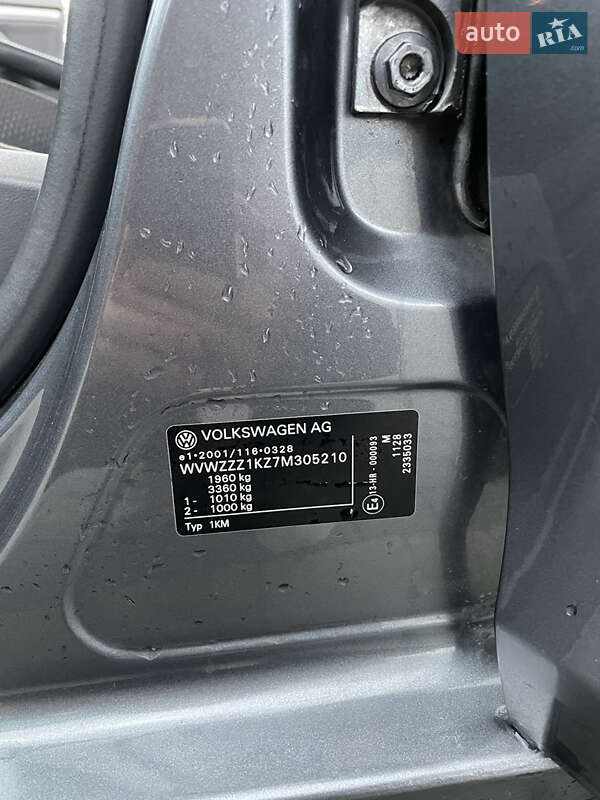 auto RIA
.com
VOLKSWAGEN AG
e1*2001/116*0328
WVWZZZ1KZ7M305210
1960 kg
3360 kg
1- 1010 kg
2- 1000 kg
Typ 1KM
E4 13-HR - 000093
M
1128
2335033